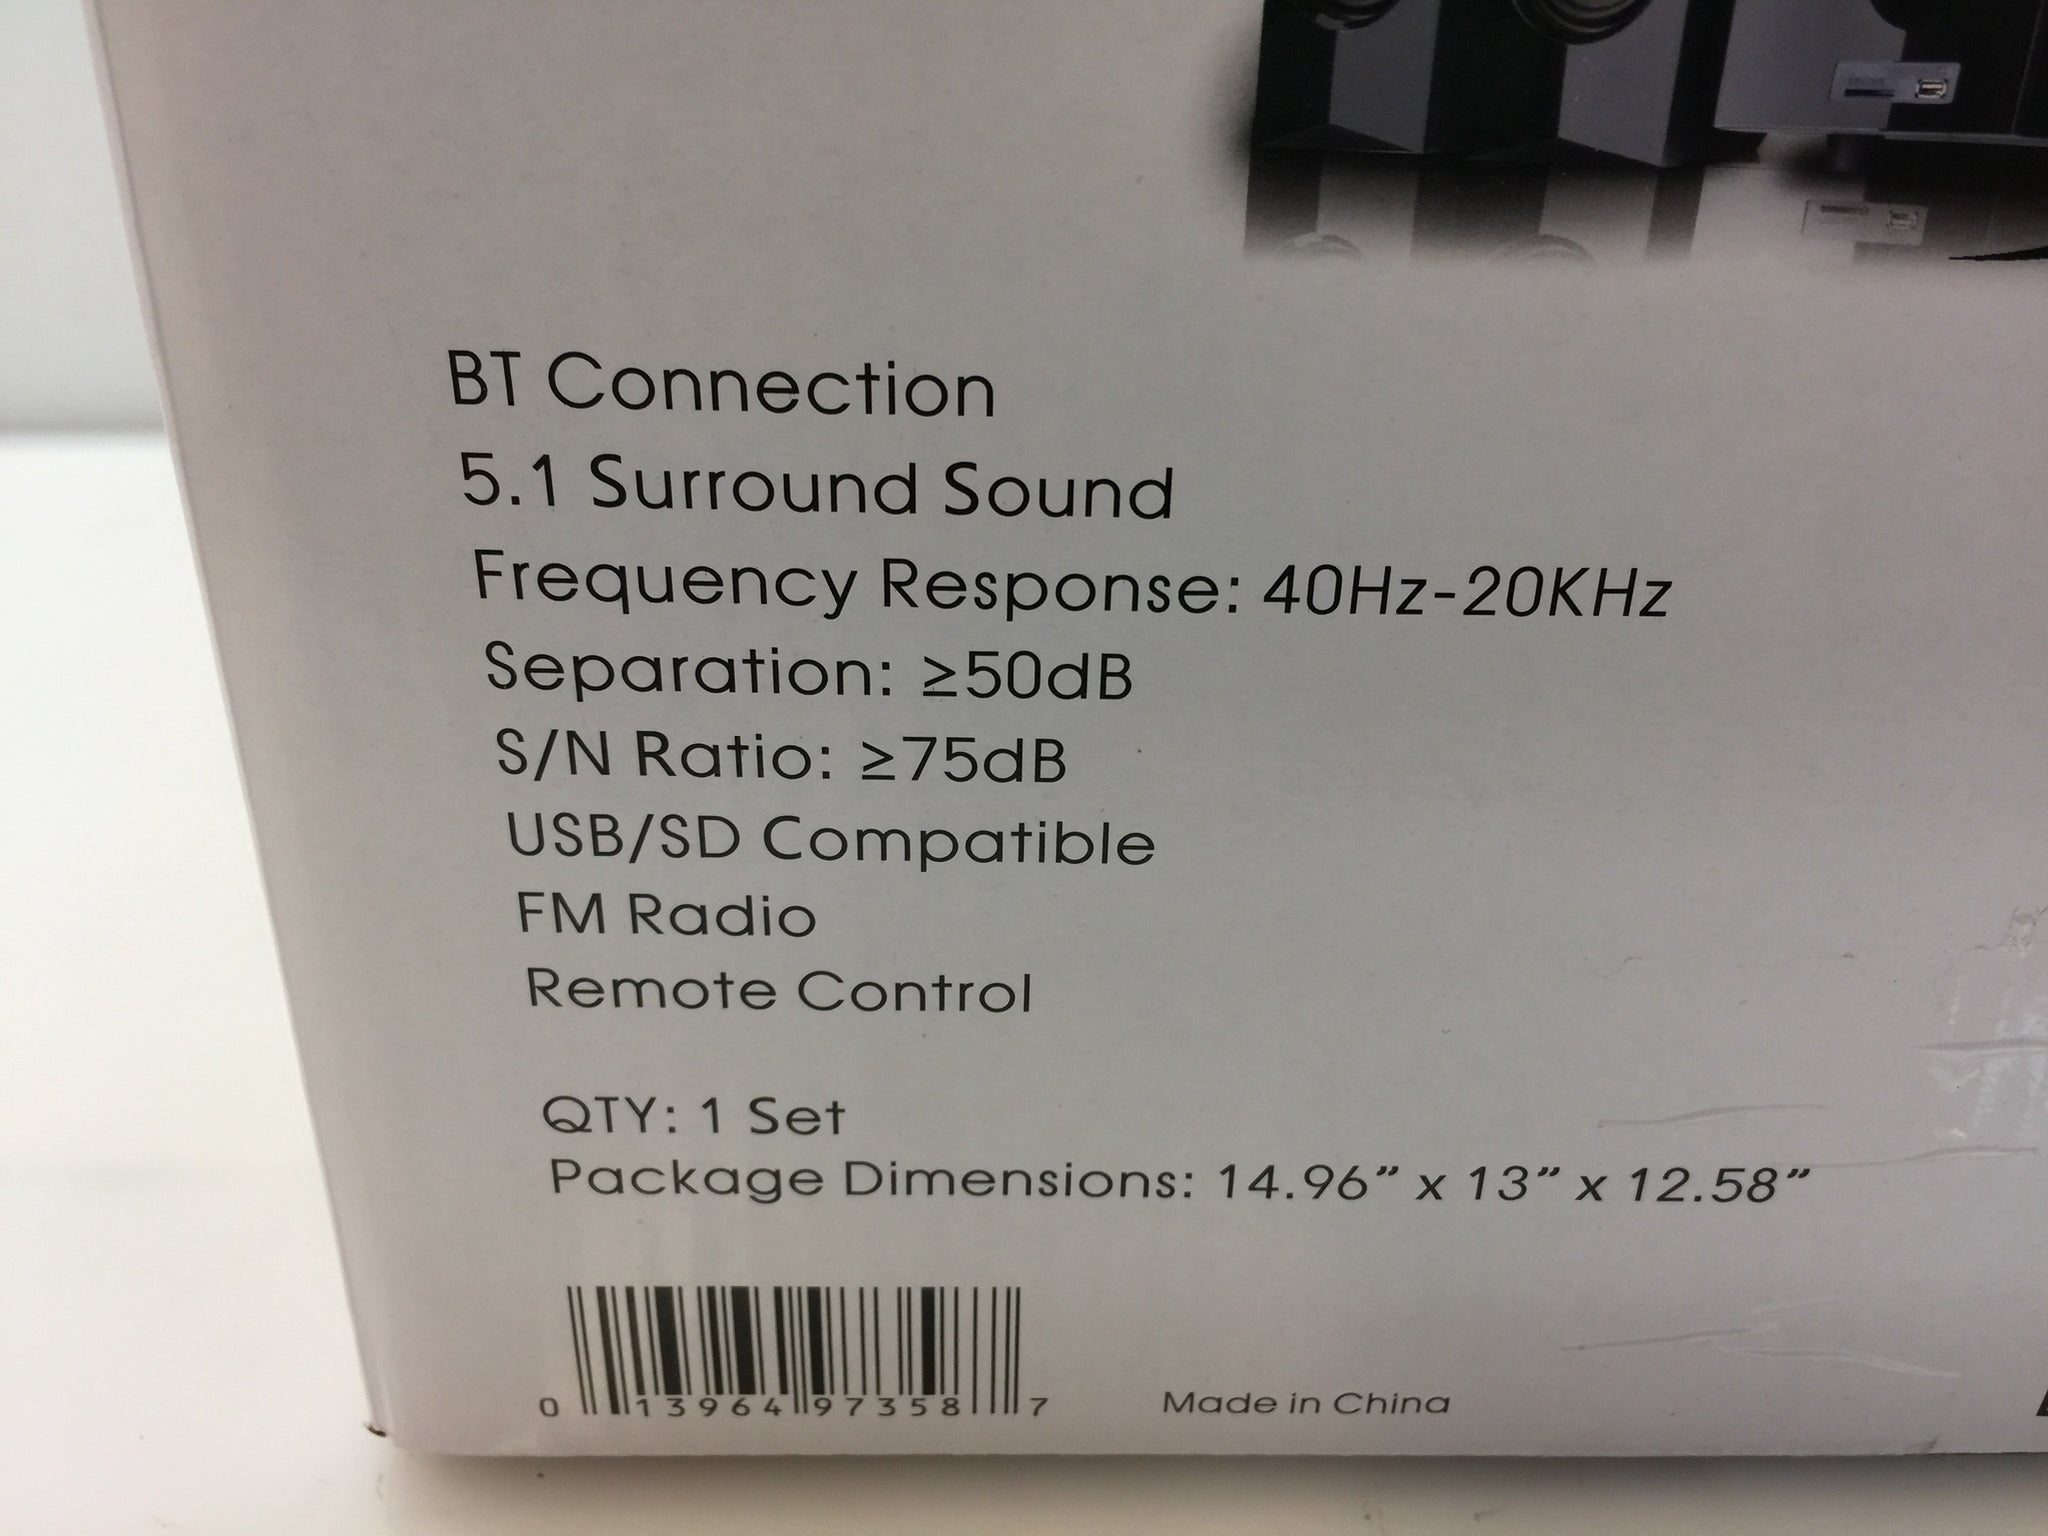 BT Connection
5.1 Surround Sound
Frequency Response: 40Hz-20KHz
Separation: ≥50dB
S/N Ratio: ≥75dB
USB/SD Compatible
FM Radio
Remote Control
QTY: 1 Set
Package Dimensions: 14.96” x 13” x 12.58”
0 13964 97358 7
Made in China